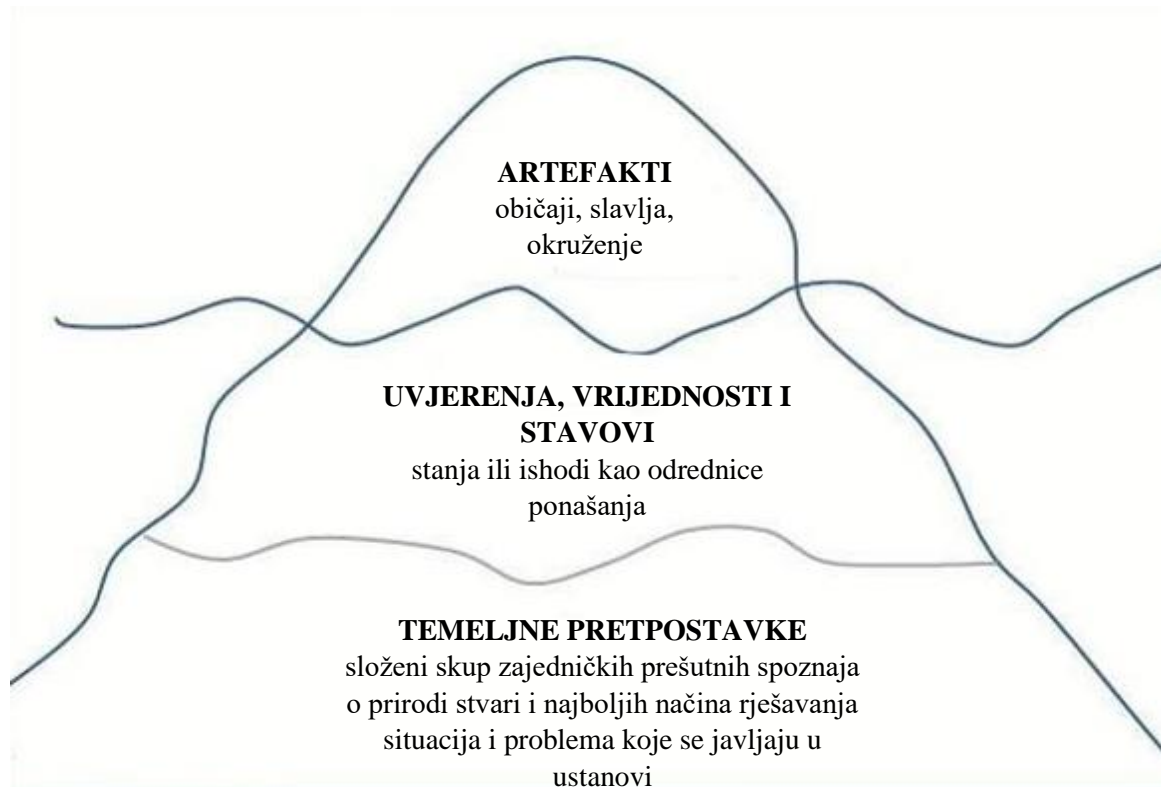 ARTEFAKTI
običaji, slavlja,
okruženje
UVJERENJA, VRIJEDNOSTI I
STAVOVI
stanja ili ishodi kao odrednice
ponašanja
TEMELJNE PRETPOSTAVKE
složeni skup zajedničkih prešutnih spoznaja
o prirodi stvari i najboljih načina rješavanja
situacija i problema koje se javljaju u
ustanovi